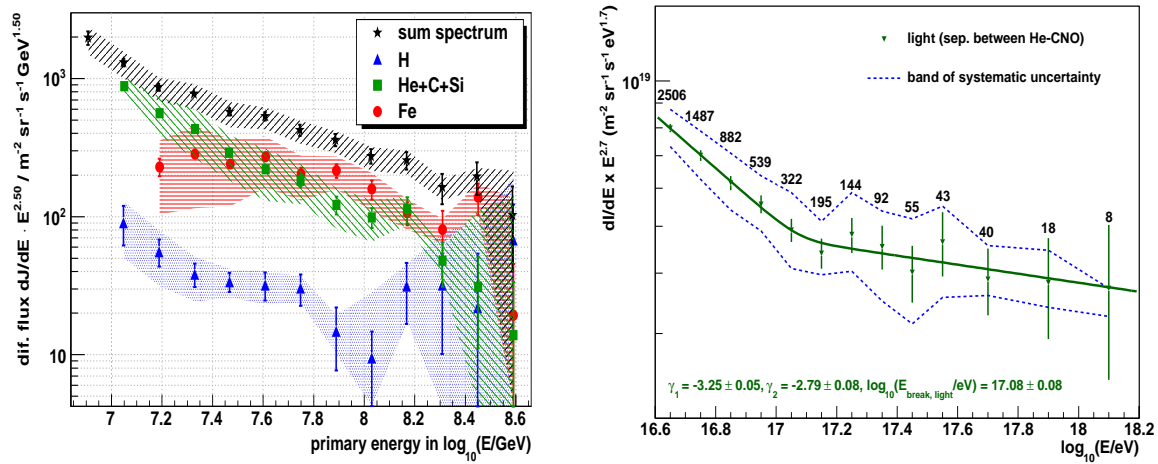 dif. flux dJ/dE · E^2.50 / m^-2 sr^-1 s^-1 GeV^1.50
10^3
10^2
10
sum spectrum
H
He+C+Si
Fe
7 7.2 7.4 7.6 7.8 8 8.2 8.4 8.6
primary energy in log_10(E/GeV)
dI/dE x E^2.7 (m^-2 sr^-1 s^-1 eV^1.7)
10^19
light (sep. between He-CNO)
band of systematic uncertainty
2506
1487
882
539
322
195
144
92
55
43
40
18
8
γ_1 = -3.25 ± 0.05, γ_2 = -2.79 ± 0.08, log_10(E_break, light/eV) = 17.08 ± 0.08
16.6 16.8 17 17.2 17.4 17.6 17.8 18 18.2
log_10(E/eV)